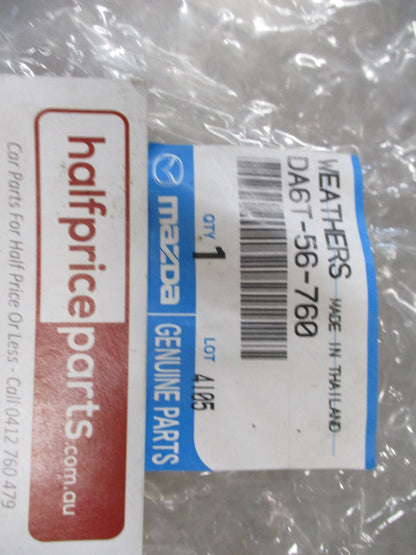 halfpriceparts.com.au
Car Parts For Half Price Or Less - Call 0412 760 479
WEATHERS MADE IN THAILAND
DA6T-56-760
QTY 1 LOT 4105
mazda GENUINE PARTS